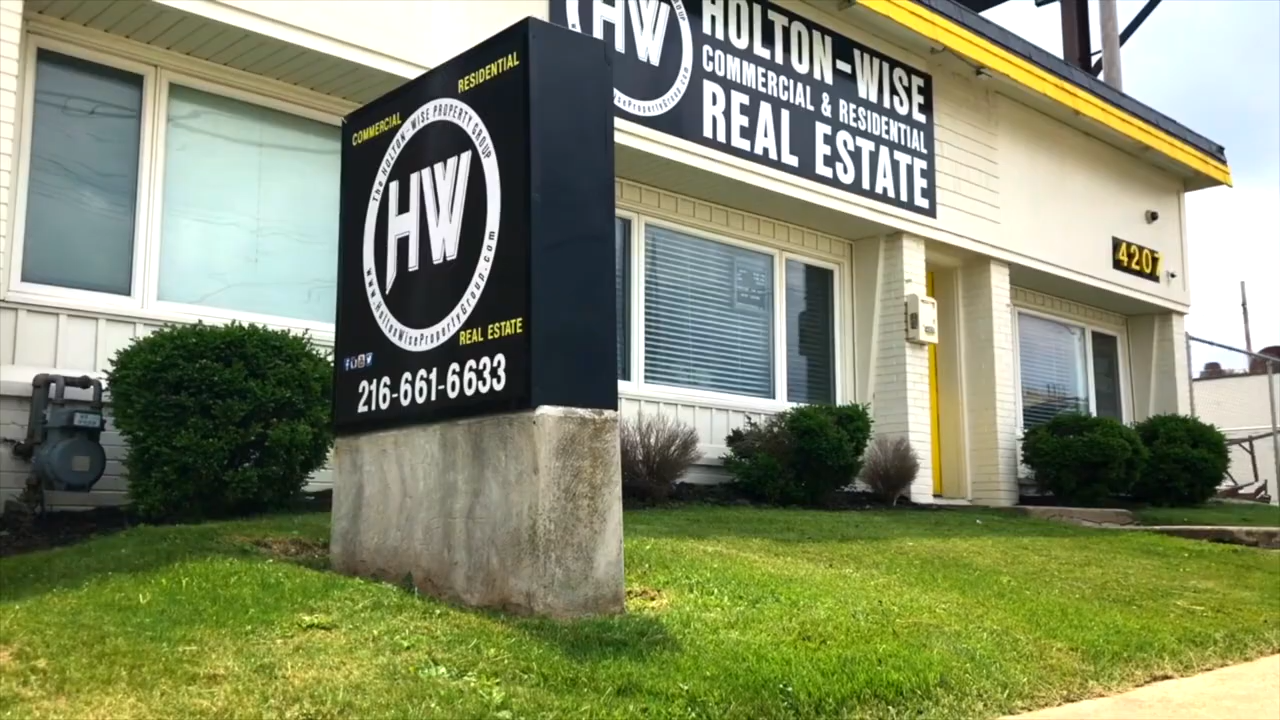 COMMERCIAL
RESIDENTIAL
The HOLTON-WISE PROPERTY GROUP
HW
www.HoltonWisePropertyGroup.com
REAL ESTATE
216-661-6633
HW
HOLTON-WISE
COMMERCIAL & RESIDENTIAL
REAL ESTATE
4207